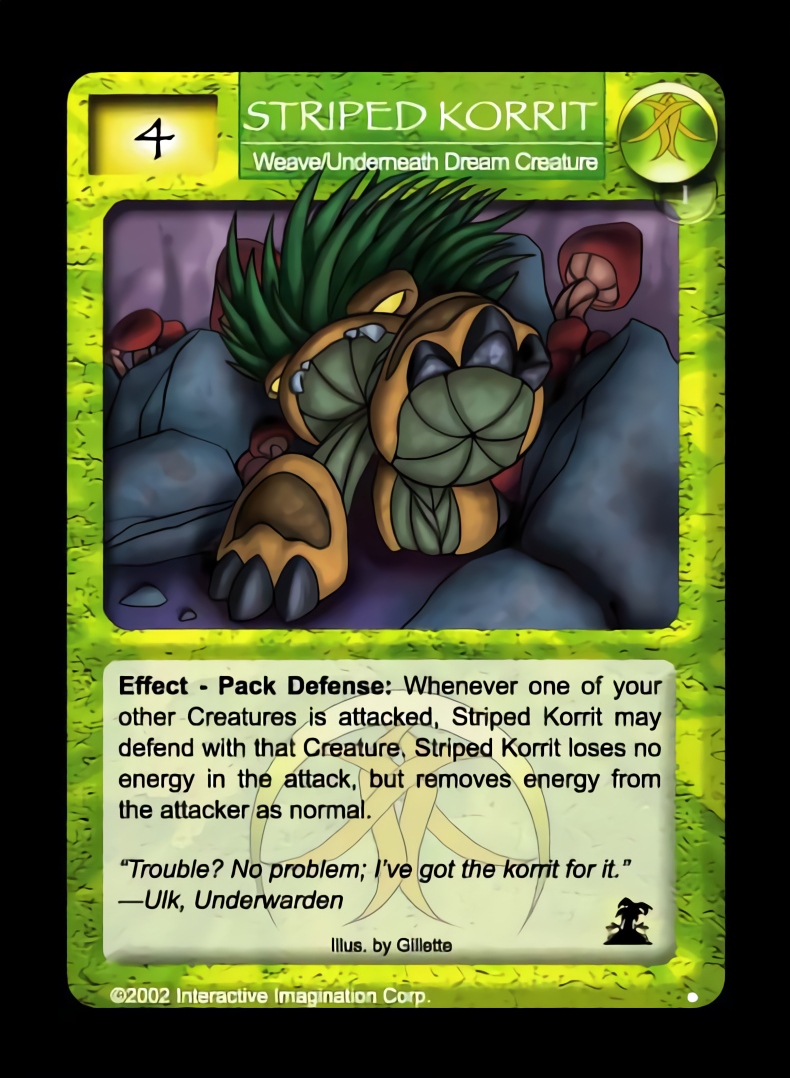 4
STRIPED KORRIT
Weave/Underneath Dream Creature
1
Effect - Pack Defense: Whenever one of your
other Creatures is attacked, Striped Korrit may
defend with that Creature. Striped Korrit loses no
energy in the attack, but removes energy from
the attacker as normal.
“Trouble? No problem; I’ve got the korrit for it.”
—Ulk, Underwarden
Illus. by Gillette
©2002 Interactive Imagination Corp.